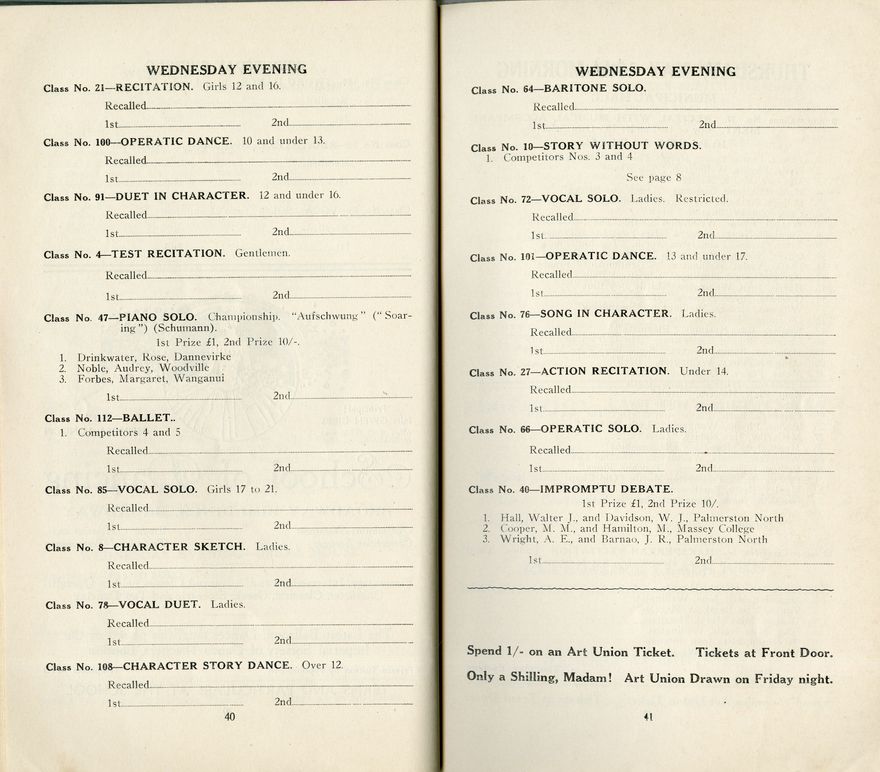 WEDNESDAY EVENING
Class No. 21—RECITATION. Girls 12 and 16.
Recalled
1st 2nd
Class No. 100—OPERATIC DANCE. 10 and under 13.
Recalled
1st 2nd
Class No. 91—DUET IN CHARACTER. 12 and under 16.
Recalled
1st 2nd
Class No. 4—TEST RECITATION. Gentlemen.
Recalled
1st 2nd
Class No. 47—PIANO SOLO. Championship. "Aufschwung" ("Soar-
ing") (Schumann).
1st Prize £1, 2nd Prize 10/-.
1. Drinkwater, Rose, Dannevirke
2. Noble, Audrey, Woodville
3. Forbes, Margaret, Wanganui
1st 2nd
Class No. 112—BALLET..
1. Competitors 4 and 5
Recalled
1st 2nd
Class No. 85—VOCAL SOLO. Girls 17 to 21.
Recalled
1st 2nd
Class No. 8—CHARACTER SKETCH. Ladies.
Recalled
1st 2nd
Class No. 78—VOCAL DUET. Ladies.
Recalled
1st 2nd
Class No. 108—CHARACTER STORY DANCE. Over 12.
Recalled
1st 2nd
40
WEDNESDAY EVENING
Class No. 64—BARITONE SOLO.
Recalled
1st 2nd
Class No. 10—STORY WITHOUT WORDS.
1. Competitors Nos. 3 and 4
See page 8
Class No. 72—VOCAL SOLO. Ladies. Restricted.
Recalled
1st 2nd
Class No. 101—OPERATIC DANCE. 13 and under 17.
Recalled
1st 2nd
Class No. 76—SONG IN CHARACTER. Ladies.
Recalled
1st 2nd
Class No. 27—ACTION RECITATION. Under 14.
Recalled
1st 2nd
Class No. 66—OPERATIC SOLO. Ladies.
Recalled
1st 2nd
Class No. 40—IMPROMPTU DEBATE.
1st Prize £1, 2nd Prize 10/.
1. Hall, Walter J., and Davidson, W. J., Palmerston North
2. Cooper, M. M., and Hamilton, M., Massey College
3. Wright, A. E., and Barnao, J. R., Palmerston North
1st 2nd
Spend 1/- on an Art Union Ticket. Tickets at Front Door.
Only a Shilling, Madam! Art Union Drawn on Friday night.
41